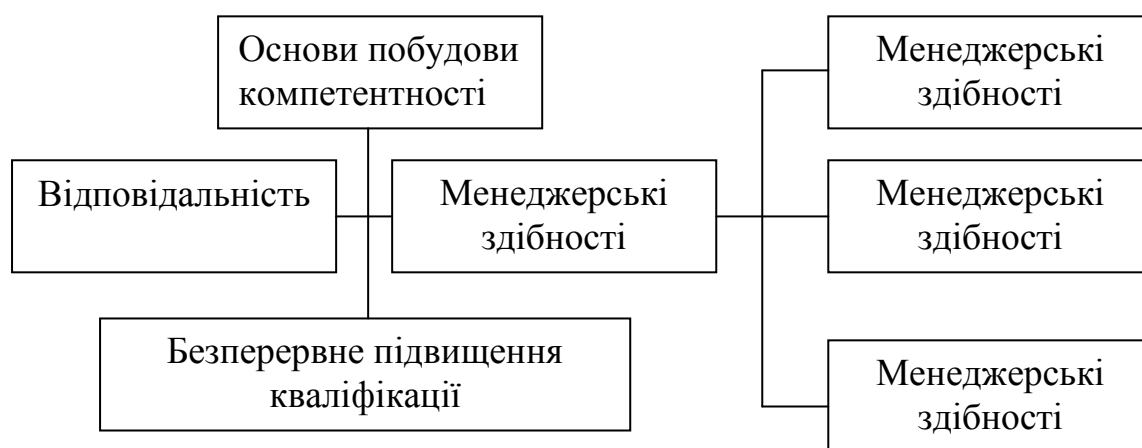 Основи побудови
компетентності
Менеджерські
здібності
Відповідальність
Менеджерські
здібності
Менеджерські
здібності
Безперервне підвищення
кваліфікації
Менеджерські
здібності